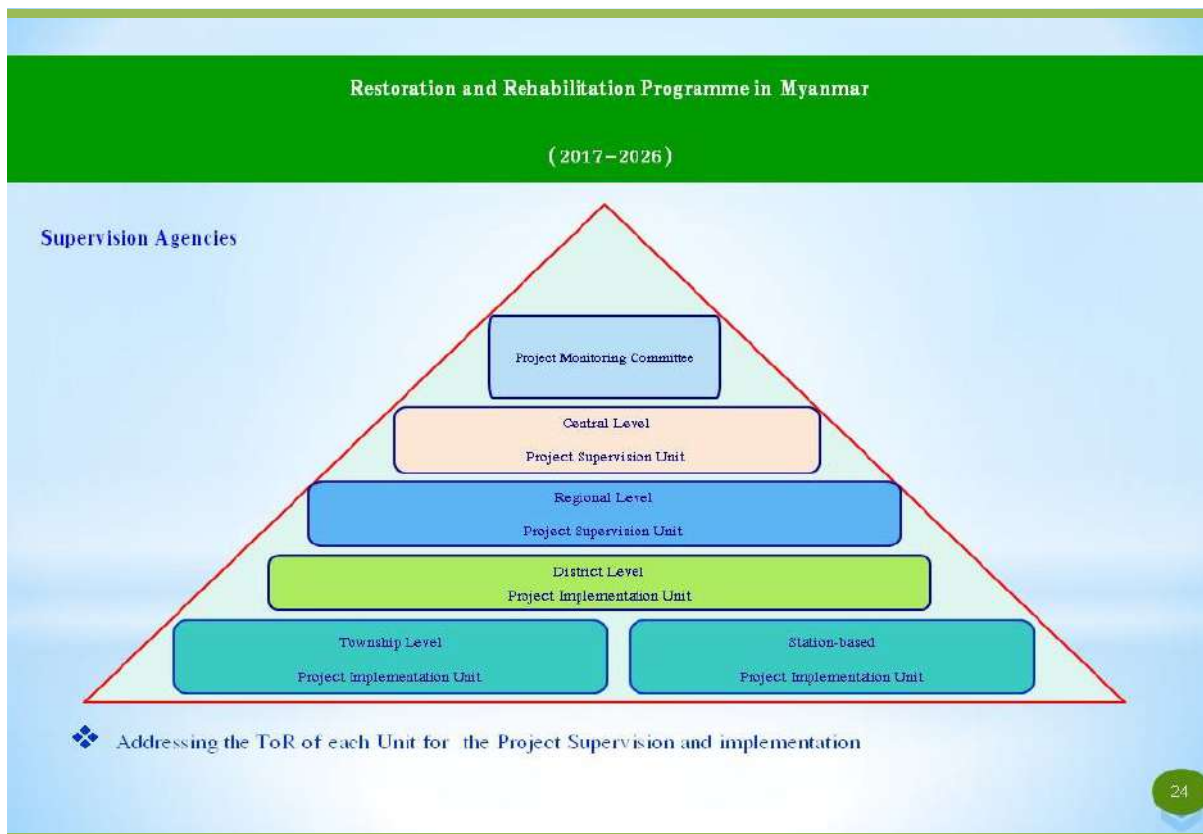 Restoration and Rehabilitation Programme in Myanmar
(2017-2026)
Supervision Agencies
Project Monitoring Committee
Central Level
Project Supervision Unit
Regional Level
Project Supervision Unit
District Level
Project Implementation Unit
Township Level
Project Implementation Unit
Station-based
Project Implementation Unit
❖ Addressing the ToR of each Unit for the Project Supervision and implementation
24